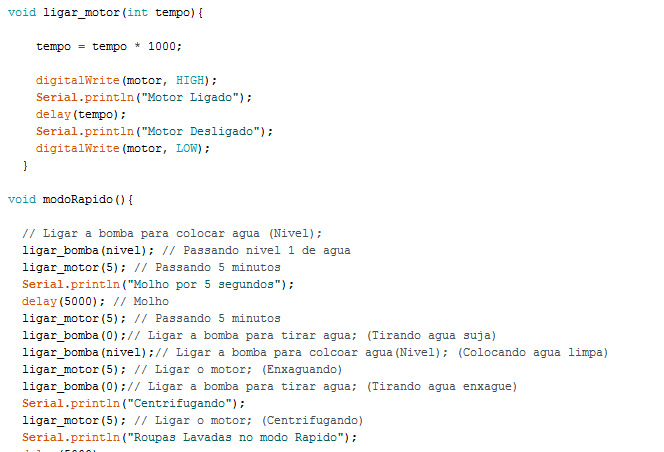 void ligar_motor(int tempo){
tempo = tempo * 1000;
digitalWrite(motor, HIGH);
Serial.println("Motor Ligado");
delay(tempo);
Serial.println("Motor Desligado");
digitalWrite(motor, LOW);
}
void modoRapido(){
// Ligar a bomba para colocar agua (Nivel);
ligar_bomba(nivel); // Passando nivel 1 de agua
ligar_motor(5); // Passando 5 minutos
Serial.println("Molho por 5 segundos");
delay(5000); // Molho
ligar_motor(5); // Passando 5 minutos
ligar_bomba(0);// Ligar a bomba para tirar agua; (Tirando agua suja)
ligar_bomba(nivel);// Ligar a bomba para colcoar agua(Nivel); (Colocando agua limpa)
ligar_motor(5); // Ligar o motor; (Enxaguando)
ligar_bomba(0);// Ligar a bomba para tirar agua; (Tirando agua enxague)
Serial.println("Centrifugando");
ligar_motor(5); // Ligar o motor; (Centrifugando)
Serial.println("Roupas Lavadas no modo Rapido");